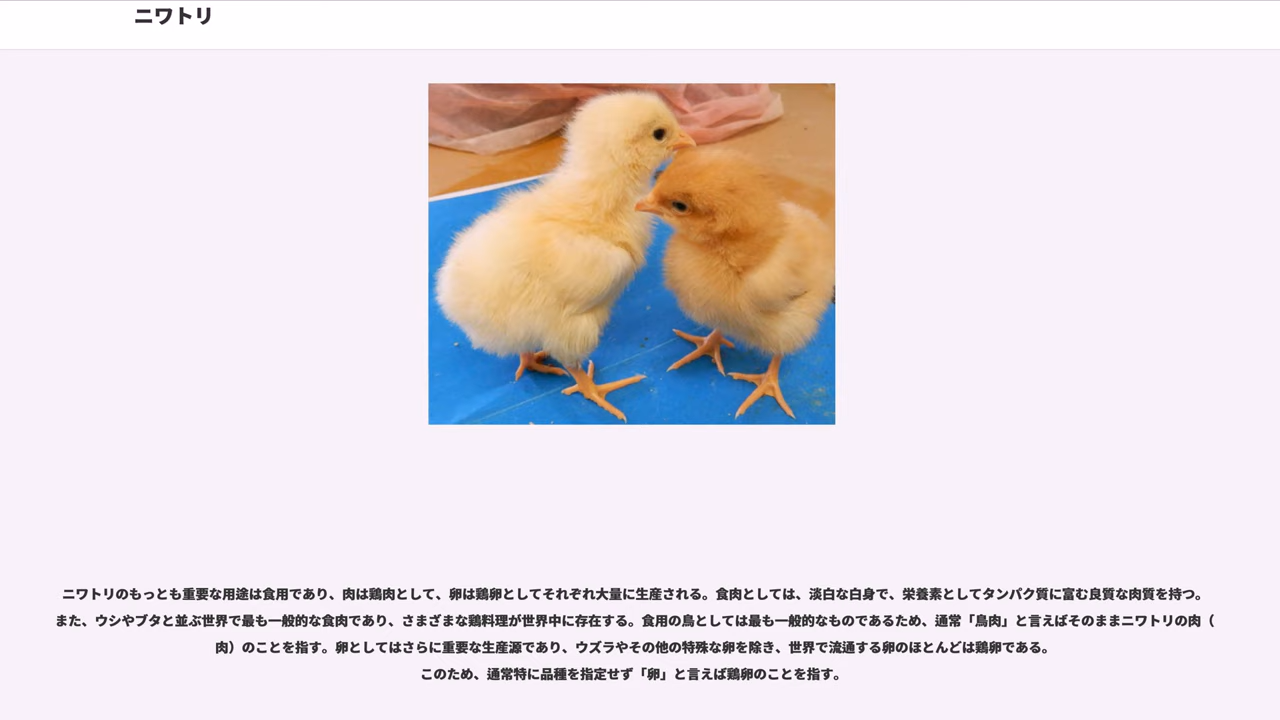 ニワトリ
ニワトリのもっとも重要な用途は食用であり、肉は鶏肉として、卵は鶏卵としてそれぞれ大量に生産される。食肉としては、淡白な白身で、栄養素としてタンパク質に富む良質な肉質を持つ。
また、ウシやブタと並ぶ世界で最も一般的な食肉であり、さまざまな鶏料理が世界中に存在する。食用の鳥としては最も一般的なものであるため、通常「鳥肉」と言えばそのままニワトリの肉（
肉）のことを指す。卵としてはさらに重要な生産源であり、ウズラやその他の特殊な卵を除き、世界で流通する卵のほとんどは鶏卵である。
このため、通常特に品種を指定せず「卵」と言えば鶏卵のことを指す。